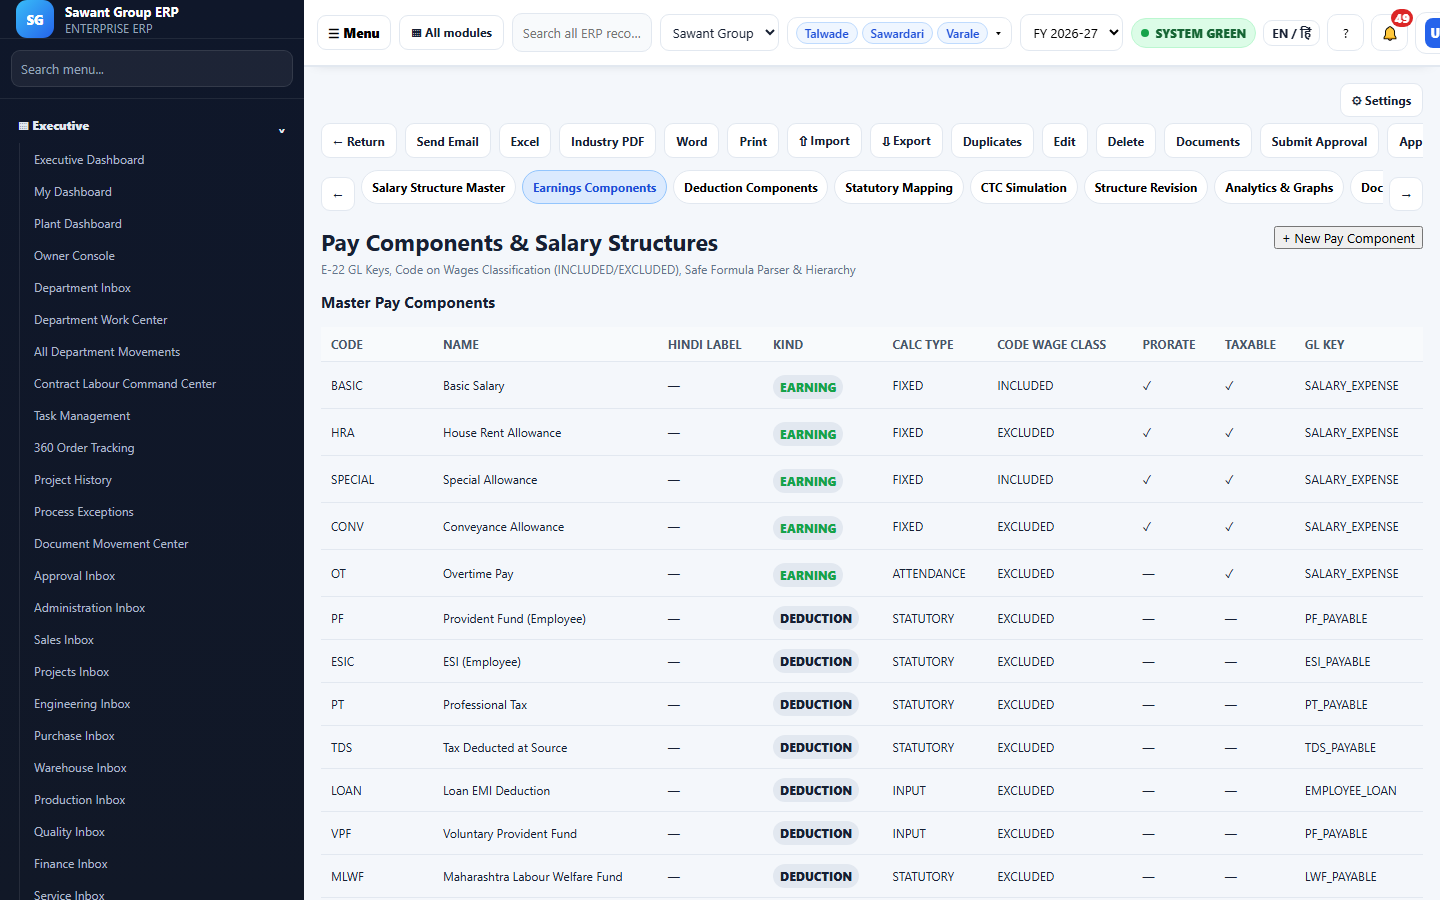 SG
Sawant Group ERP
ENTERPRISE ERP
☰ Menu
All modules
Search all ERP reco...
Sawant Group
Talwade
Sawardari
Varale
FY 2026-27
SYSTEM GREEN
EN / हिं
?
49
U
Search menu...
Executive
Executive Dashboard
My Dashboard
Plant Dashboard
Owner Console
Department Inbox
Department Work Center
All Department Movements
Contract Labour Command Center
Task Management
360 Order Tracking
Project History
Process Exceptions
Document Movement Center
Approval Inbox
Administration Inbox
Sales Inbox
Projects Inbox
Engineering Inbox
Purchase Inbox
Warehouse Inbox
Production Inbox
Quality Inbox
Finance Inbox
Service Inbox
⚙ Settings
← Return
Send Email
Excel
Industry PDF
Word
Print
⇧ Import
⇩ Export
Duplicates
Edit
Delete
Documents
Submit Approval
App
←
Salary Structure Master
Earnings Components
Deduction Components
Statutory Mapping
CTC Simulation
Structure Revision
Analytics & Graphs
Doc
→
Pay Components & Salary Structures
+ New Pay Component
E-22 GL Keys, Code on Wages Classification (INCLUDED/EXCLUDED), Safe Formula Parser & Hierarchy
Master Pay Components
CODE NAME HINDI LABEL KIND CALC TYPE CODE WAGE CLASS PRORATE TAXABLE GL KEY
BASIC Basic Salary — EARNING FIXED INCLUDED ✓ ✓ SALARY_EXPENSE
HRA House Rent Allowance — EARNING FIXED EXCLUDED ✓ ✓ SALARY_EXPENSE
SPECIAL Special Allowance — EARNING FIXED INCLUDED ✓ ✓ SALARY_EXPENSE
CONV Conveyance Allowance — EARNING FIXED EXCLUDED ✓ ✓ SALARY_EXPENSE
OT Overtime Pay — EARNING ATTENDANCE EXCLUDED — ✓ SALARY_EXPENSE
PF Provident Fund (Employee) — DEDUCTION STATUTORY EXCLUDED — — PF_PAYABLE
ESIC ESI (Employee) — DEDUCTION STATUTORY EXCLUDED — — ESI_PAYABLE
PT Professional Tax — DEDUCTION STATUTORY EXCLUDED — — PT_PAYABLE
TDS Tax Deducted at Source — DEDUCTION STATUTORY EXCLUDED — — TDS_PAYABLE
LOAN Loan EMI Deduction — DEDUCTION INPUT EXCLUDED — — EMPLOYEE_LOAN
VPF Voluntary Provident Fund — DEDUCTION INPUT EXCLUDED — — PF_PAYABLE
MLWF Maharashtra Labour Welfare Fund — DEDUCTION STATUTORY EXCLUDED — — LWF_PAYABLE